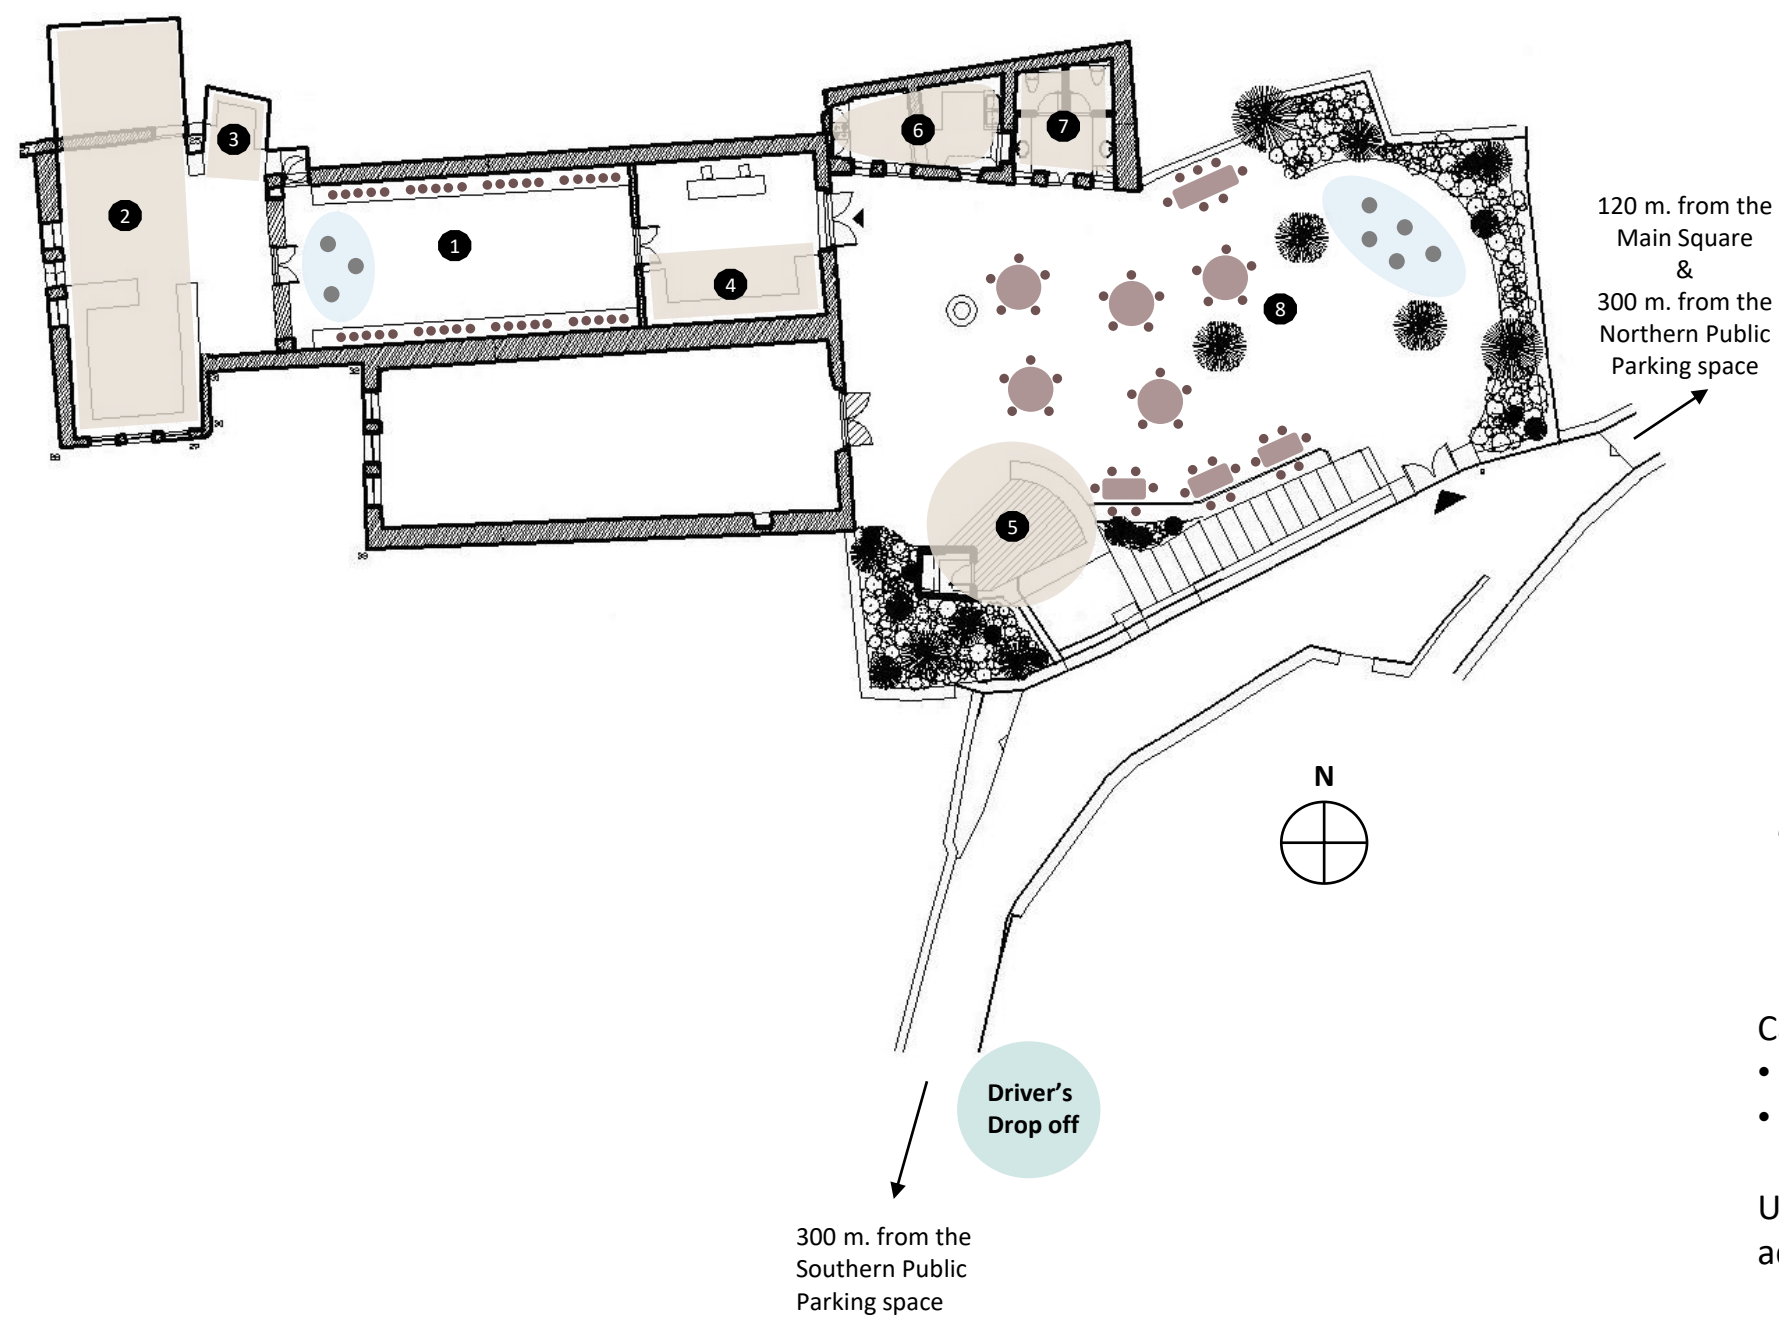 3
6
7
2
1
4
8
5
120 m. from the
Main Square
&
300 m. from the
Northern Public
Parking space
N
Driver's
Drop off
300 m. from the
Southern Public
Parking space